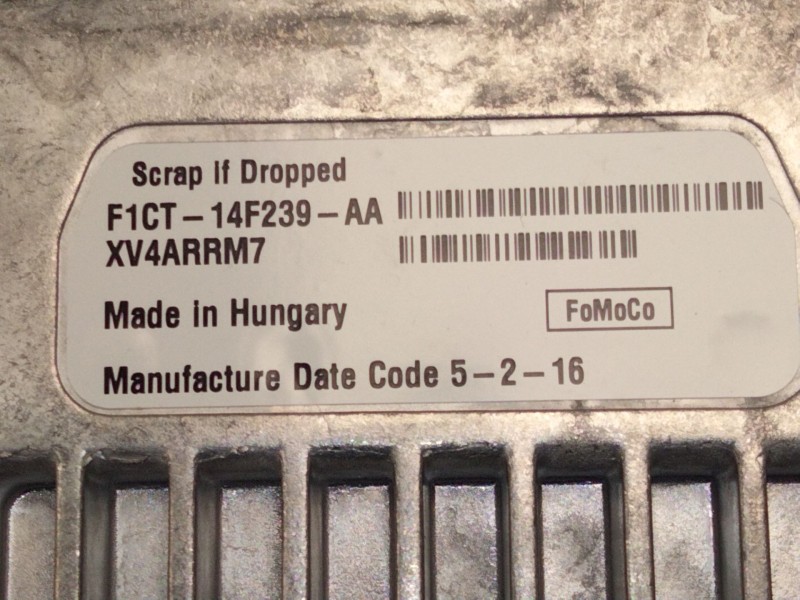 Scrap if Dropped
F1CT-14F239-AA
XV4ARRM7
Made in Hungary
FoMoCo
Manufacture Date Code 5-2-16